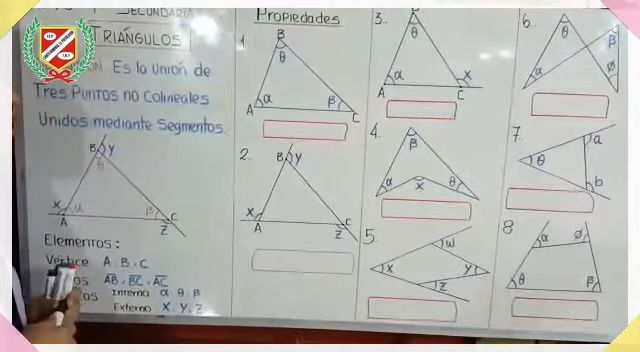 SECUNDARIA
TRIÁNGULOS
Es la Unión de
Tres Puntos no Colineales
Unidos mediante Segmentos.
B y
θ
x α β C
A z
Elementos:
Vértice A, B, C
AB, BC, AC
Interno α θ β
Externo X, Y, Z
Propiedades
1
B
θ
α β
A C
2.
B y
x C
A z
3.
θ
α x
A C
4.
β
α x θ
5.
w
x y
z
6.
θ β
α ø
7.
a
θ
b
8
α ø
θ β